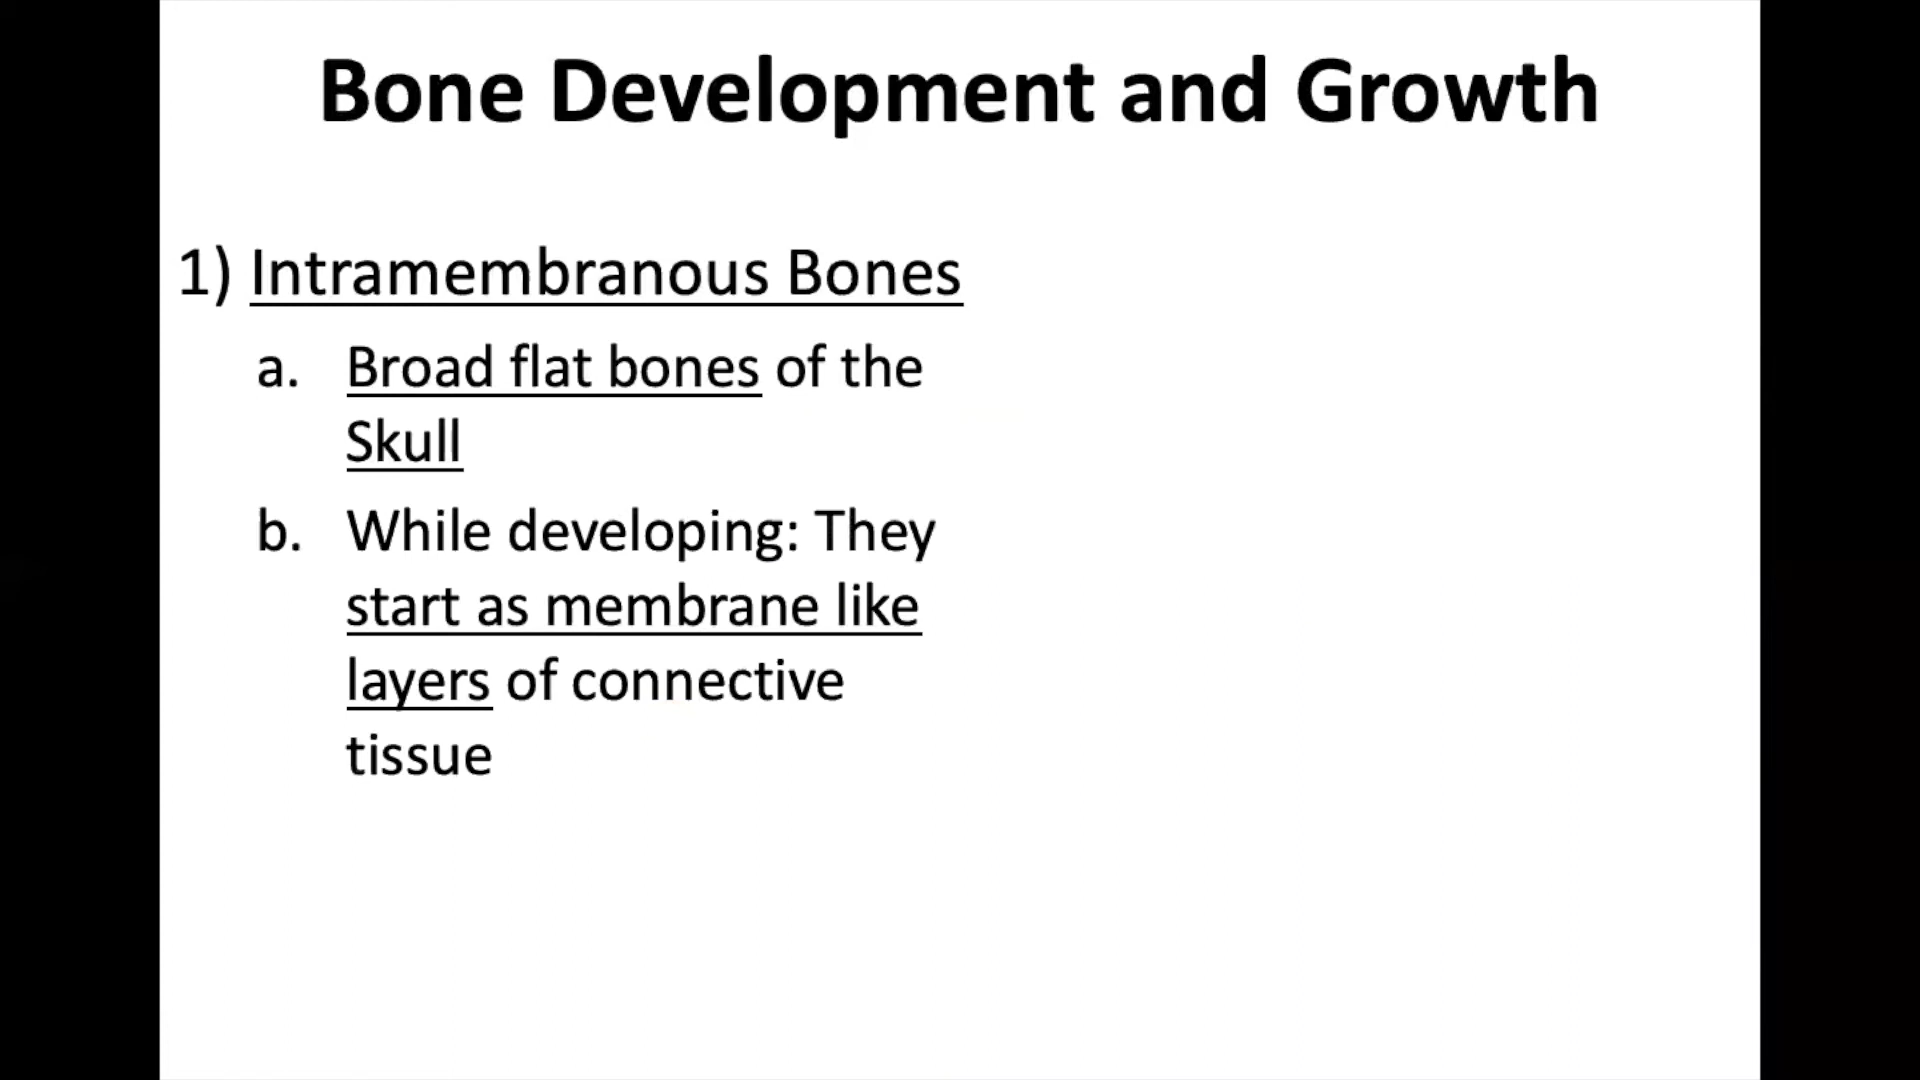 Bone Development and Growth
1) Intramembranous Bones
a. Broad flat bones of the
Skull
b. While developing: They
start as membrane like
layers of connective
tissue